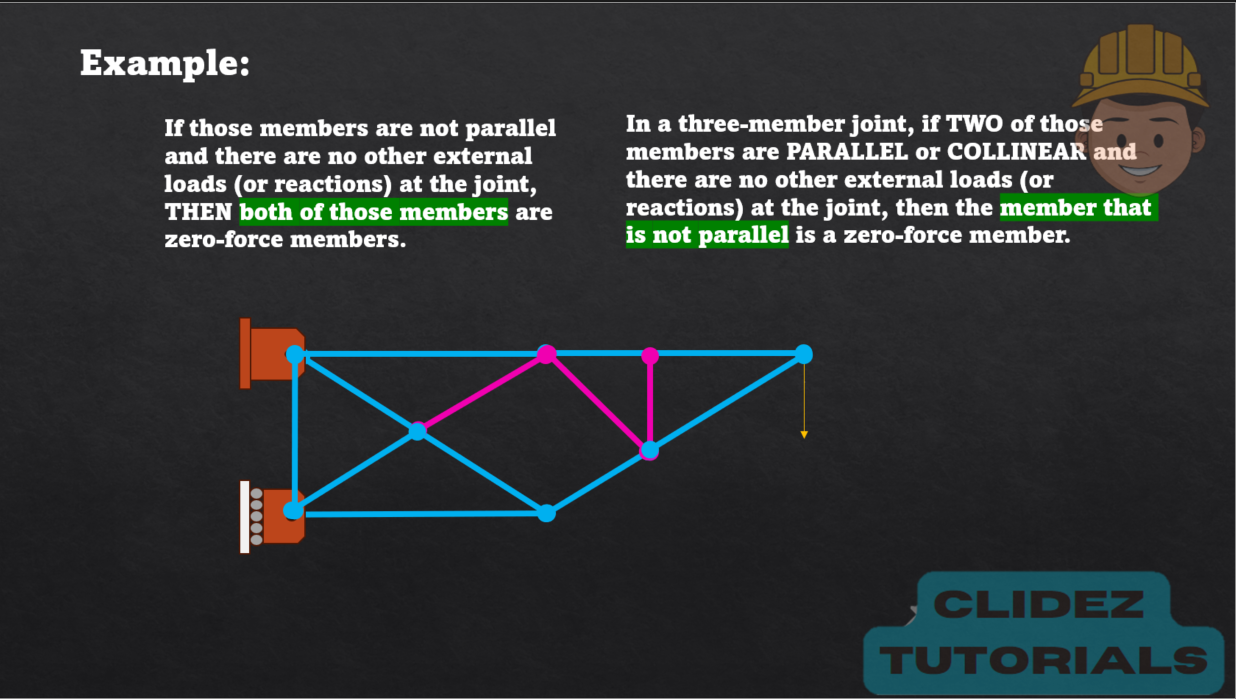 Example:
If those members are not parallel
and there are no other external
loads (or reactions) at the joint,
THEN both of those members are
zero-force members.
In a three-member joint, if TWO of those
members are PARALLEL or COLLINEAR and
there are no other external loads (or
reactions) at the joint, then the member that
is not parallel is a zero-force member.
CLIDEZ
TUTORIALS